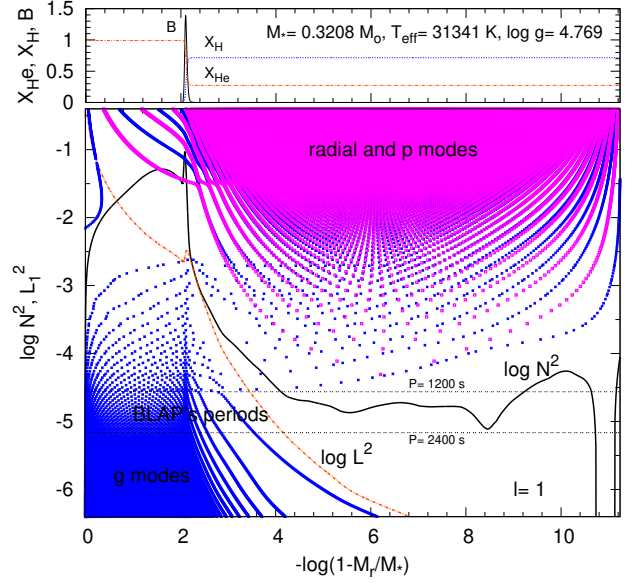 M⋆= 0.3208 M₀, Tₑff= 31341 K, log g= 4.769
B
X_H
X_He
X_He, X_H, B
1.5
1
0.5
0
radial and p modes
-1
-2
-3
-4
-5
-6
log N², L₁²
log N²
P= 1200 s
BLAP's periods
P= 2400 s
log L²
g modes
l= 1
0 2 4 6 8 10
-log(1-M_r/M⋆)